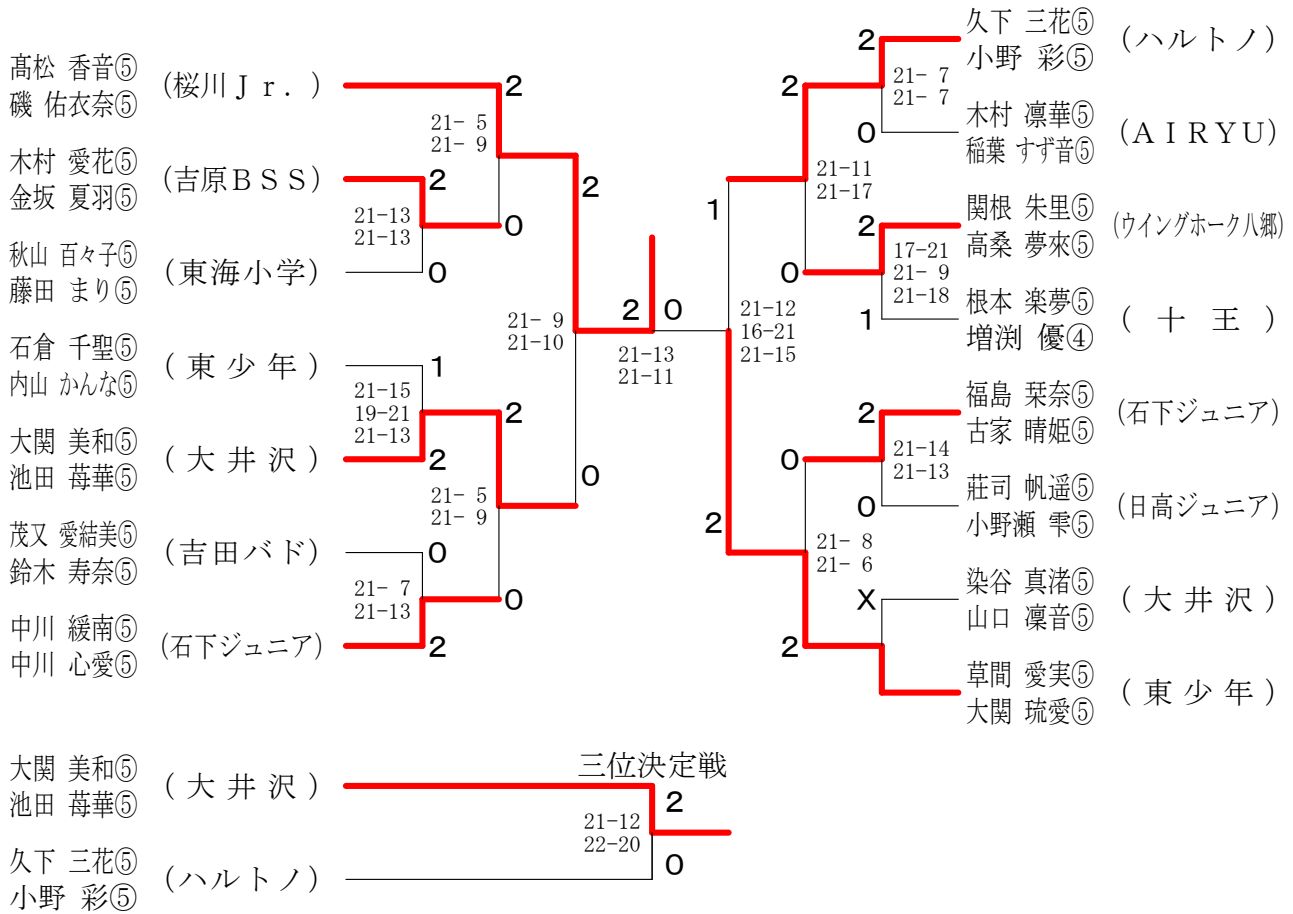 髙松 香音⑤
磯 佑衣奈⑤
(桜川Ｊｒ．)
2
21- 5
21- 9
木村 愛花⑤
金坂 夏羽⑤
(吉原ＢＳＳ)
2
21-13
21-13
0
秋山 百々子⑤
藤田 まり⑤
(東海小学)
0
2
石倉 千聖⑤
内山 かんな⑤
(東少年)
1
21-15
19-21
21-13
大関 美和⑤
池田 苺華⑤
(大井沢)
2
2
21- 5
21- 9
茂又 愛結美⑤
鈴木 寿奈⑤
(吉田バド)
0
21- 7
21-13
中川 緩南⑤
中川 心愛⑤
(石下ジュニア)
2
0
21- 9
21-10
0
2
0
21-13
21-11
久下 三花⑤
小野 彩⑤
(ハルトノ)
2
21- 7
21- 7
木村 凛華⑤
稲葉 すず音⑤
(ＡＩＲＹＵ)
0
2
21-11
21-17
関根 朱里⑤
高桑 夢來⑤
(ウイングホーク八郷)
2
17-21
21- 9
21-18
根本 楽夢⑤
増渕 優④
(十王)
1
0
1
21-12
16-21
21-15
福島 栞奈⑤
古家 晴姫⑤
(石下ジュニア)
2
21-14
21-13
荘司 帆遥⑤
小野瀬 雫⑤
(日高ジュニア)
0
0
21- 8
21- 6
染谷 真渚⑤
山口 凜音⑤
(大井沢)
X
草間 愛実⑤
大関 琉愛⑤
(東少年)
2
2
三位決定戦
大関 美和⑤
池田 苺華⑤
(大井沢)
2
21-12
22-20
久下 三花⑤
小野 彩⑤
(ハルトノ)
0